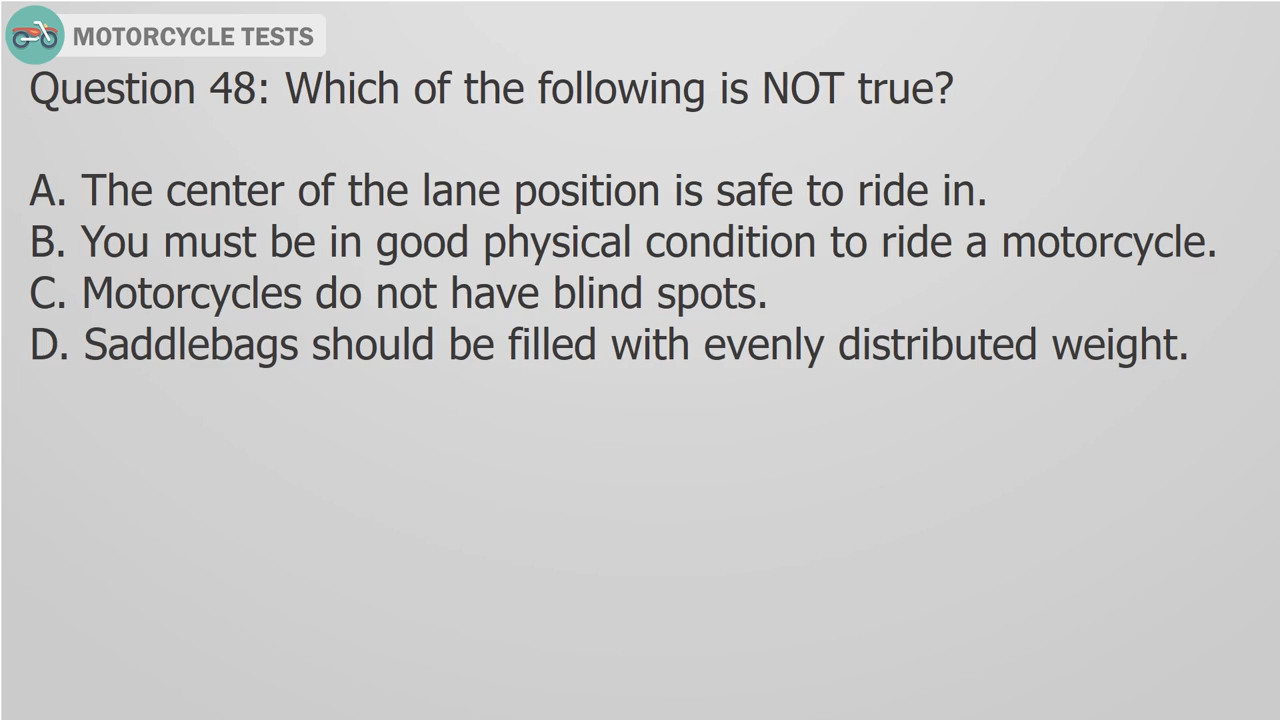 MOTORCYCLE TESTS
Question 48: Which of the following is NOT true?
A. The center of the lane position is safe to ride in.
B. You must be in good physical condition to ride a motorcycle.
C. Motorcycles do not have blind spots.
D. Saddlebags should be filled with evenly distributed weight.